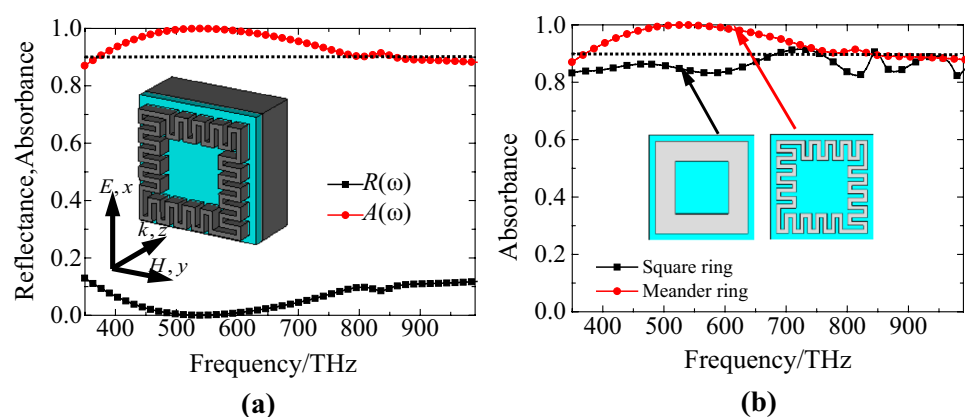 (a)
Reflectance,Absorbance
1.0
0.8
0.6
0.4
0.2
0.0
E, x
k, z
H, y
R(ω)
A(ω)
400 500 600 700 800 900
Frequency/THz
(b)
Absorbance
1.0
0.8
0.6
0.4
0.2
0.0
Square ring
Meander ring
400 500 600 700 800 900
Frequency/THz